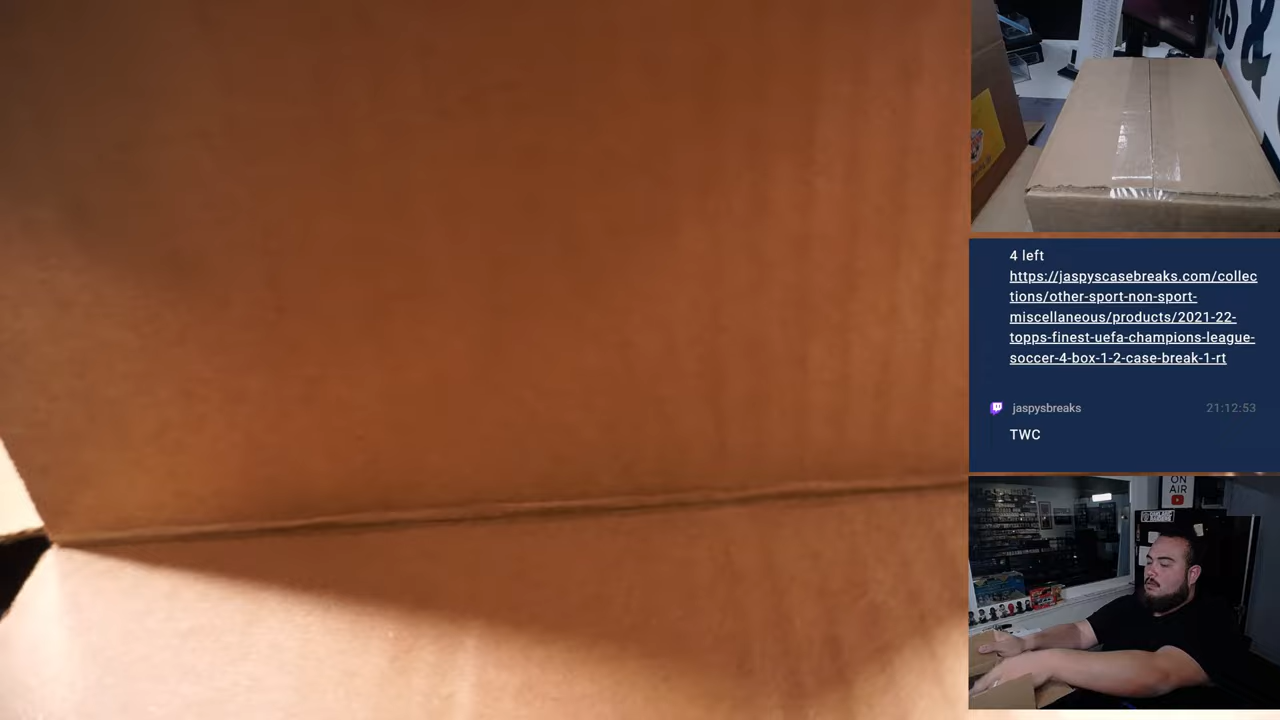 4 left
https://jaspyscasebreaks.com/collec
tions/other-sport-non-sport-
miscellaneous/products/2021-22-
topps-finest-uefa-champions-league-
soccer-4-box-1-2-case-break-1-rt
jaspysbreaks 21:12:53
TWC
ON
AIR
&